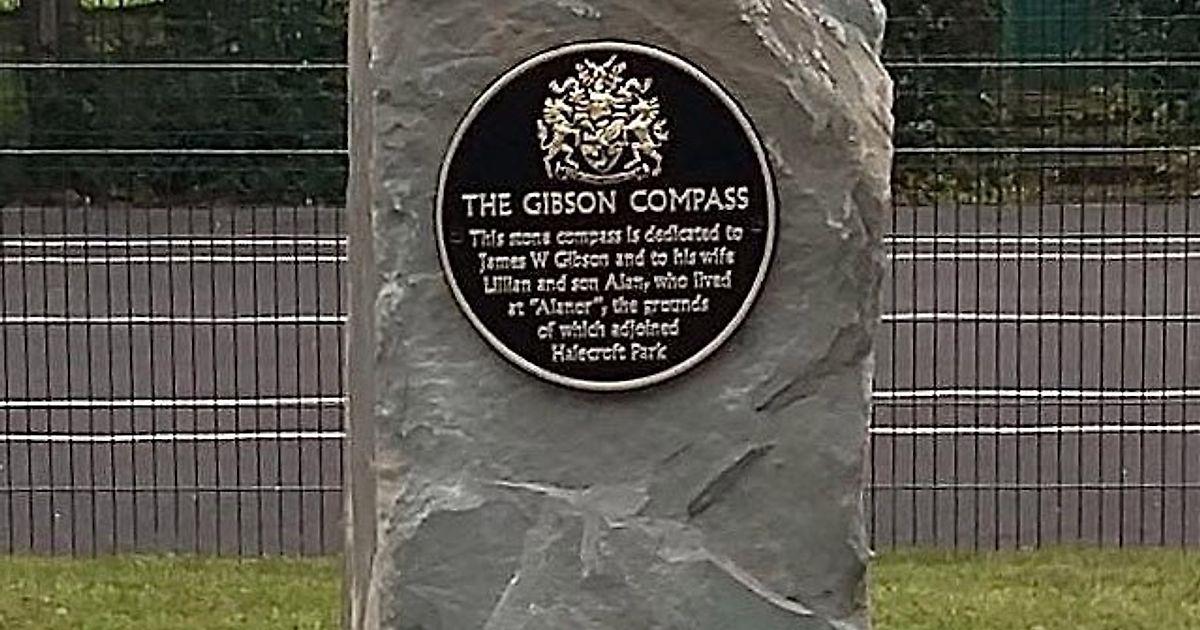 THE GIBSON COMPASS
This stone compass is dedicated to
James W Gibson and to his wife
Lillian and son Alan, who lived
at "Alaner", the grounds
of which adjoined
Halecroft Park